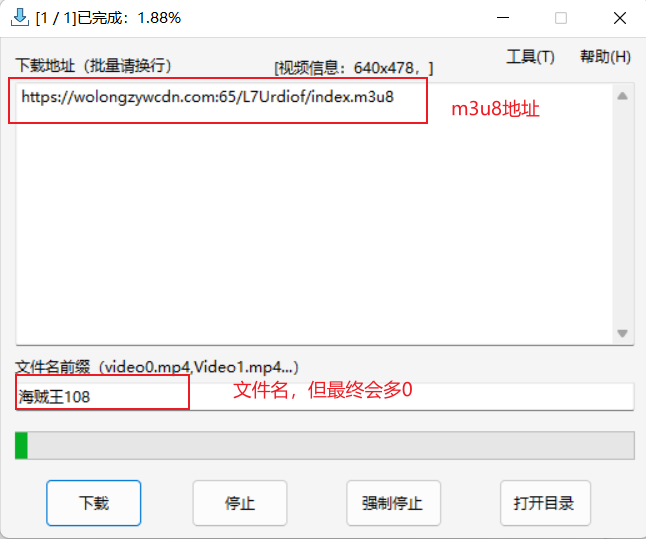 [1 / 1]已完成：1.88%
工具(T) 帮助(H)
下载地址（批量请换行） [视频信息：640x478，]
https://wolongzywcdn.com:65/L7Urdiof/index.m3u8
m3u8地址
文件名前缀（video0.mp4,Video1.mp4...）
海贼王108
文件名，但最终会多0
下载 停止 强制停止 打开目录